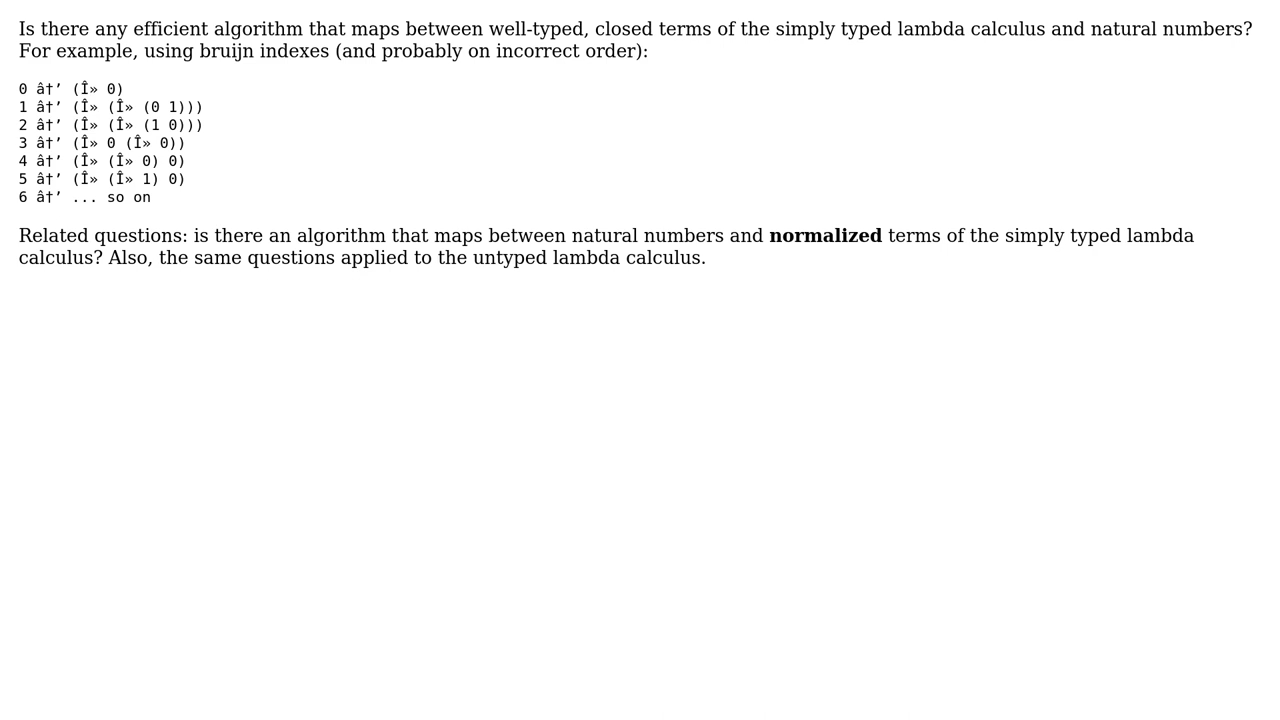 Is there any efficient algorithm that maps between well-typed, closed terms of the simply typed lambda calculus and natural numbers?
For example, using bruijn indexes (and probably on incorrect order):
0 â†’ (Î» 0)
1 â†’ (Î» (Î» (0 1)))
2 â†’ (Î» (Î» (1 0)))
3 â†’ (Î» 0 (Î» 0))
4 â†’ (Î» (Î» 0) 0)
5 â†’ (Î» (Î» 1) 0)
6 â†’ ... so on
Related questions: is there an algorithm that maps between natural numbers and normalized terms of the simply typed lambda
calculus? Also, the same questions applied to the untyped lambda calculus.